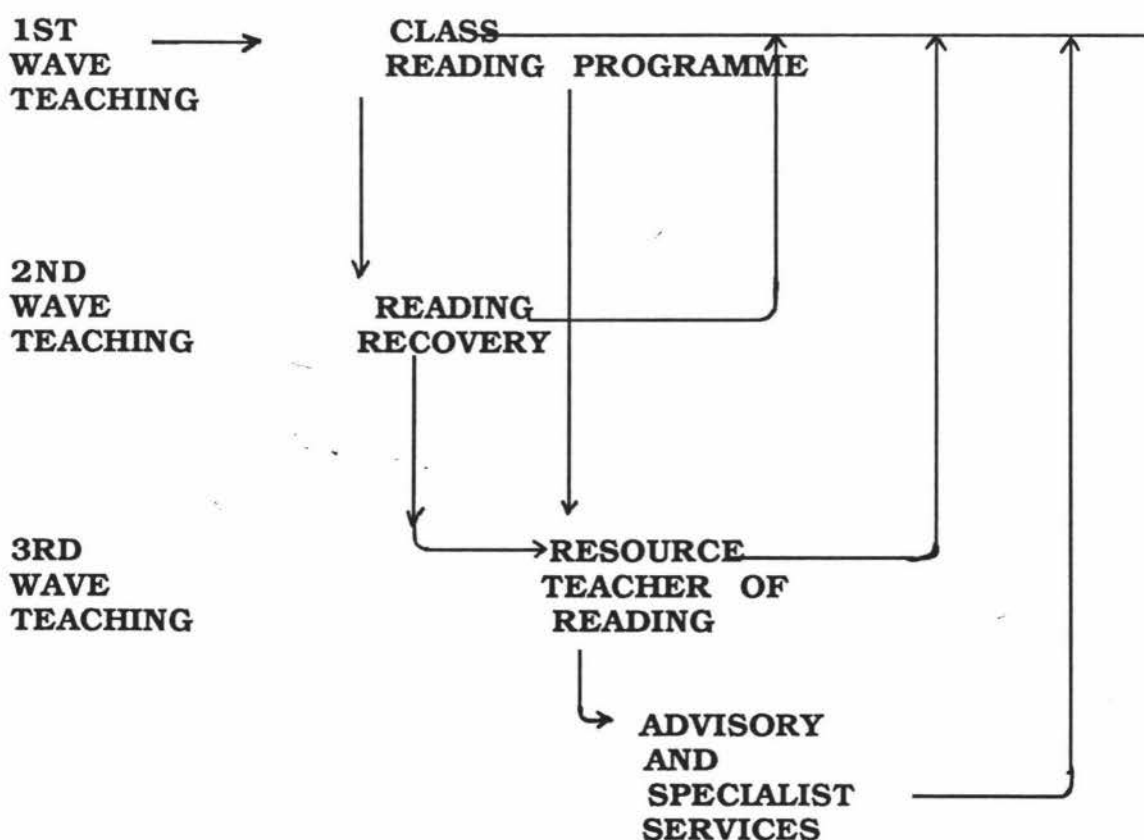 1ST
WAVE
TEACHING
CLASS
READING PROGRAMME
2ND
WAVE
TEACHING
READING
RECOVERY
3RD
WAVE
TEACHING
RESOURCE
TEACHER OF
READING
ADVISORY
AND
SPECIALIST
SERVICES